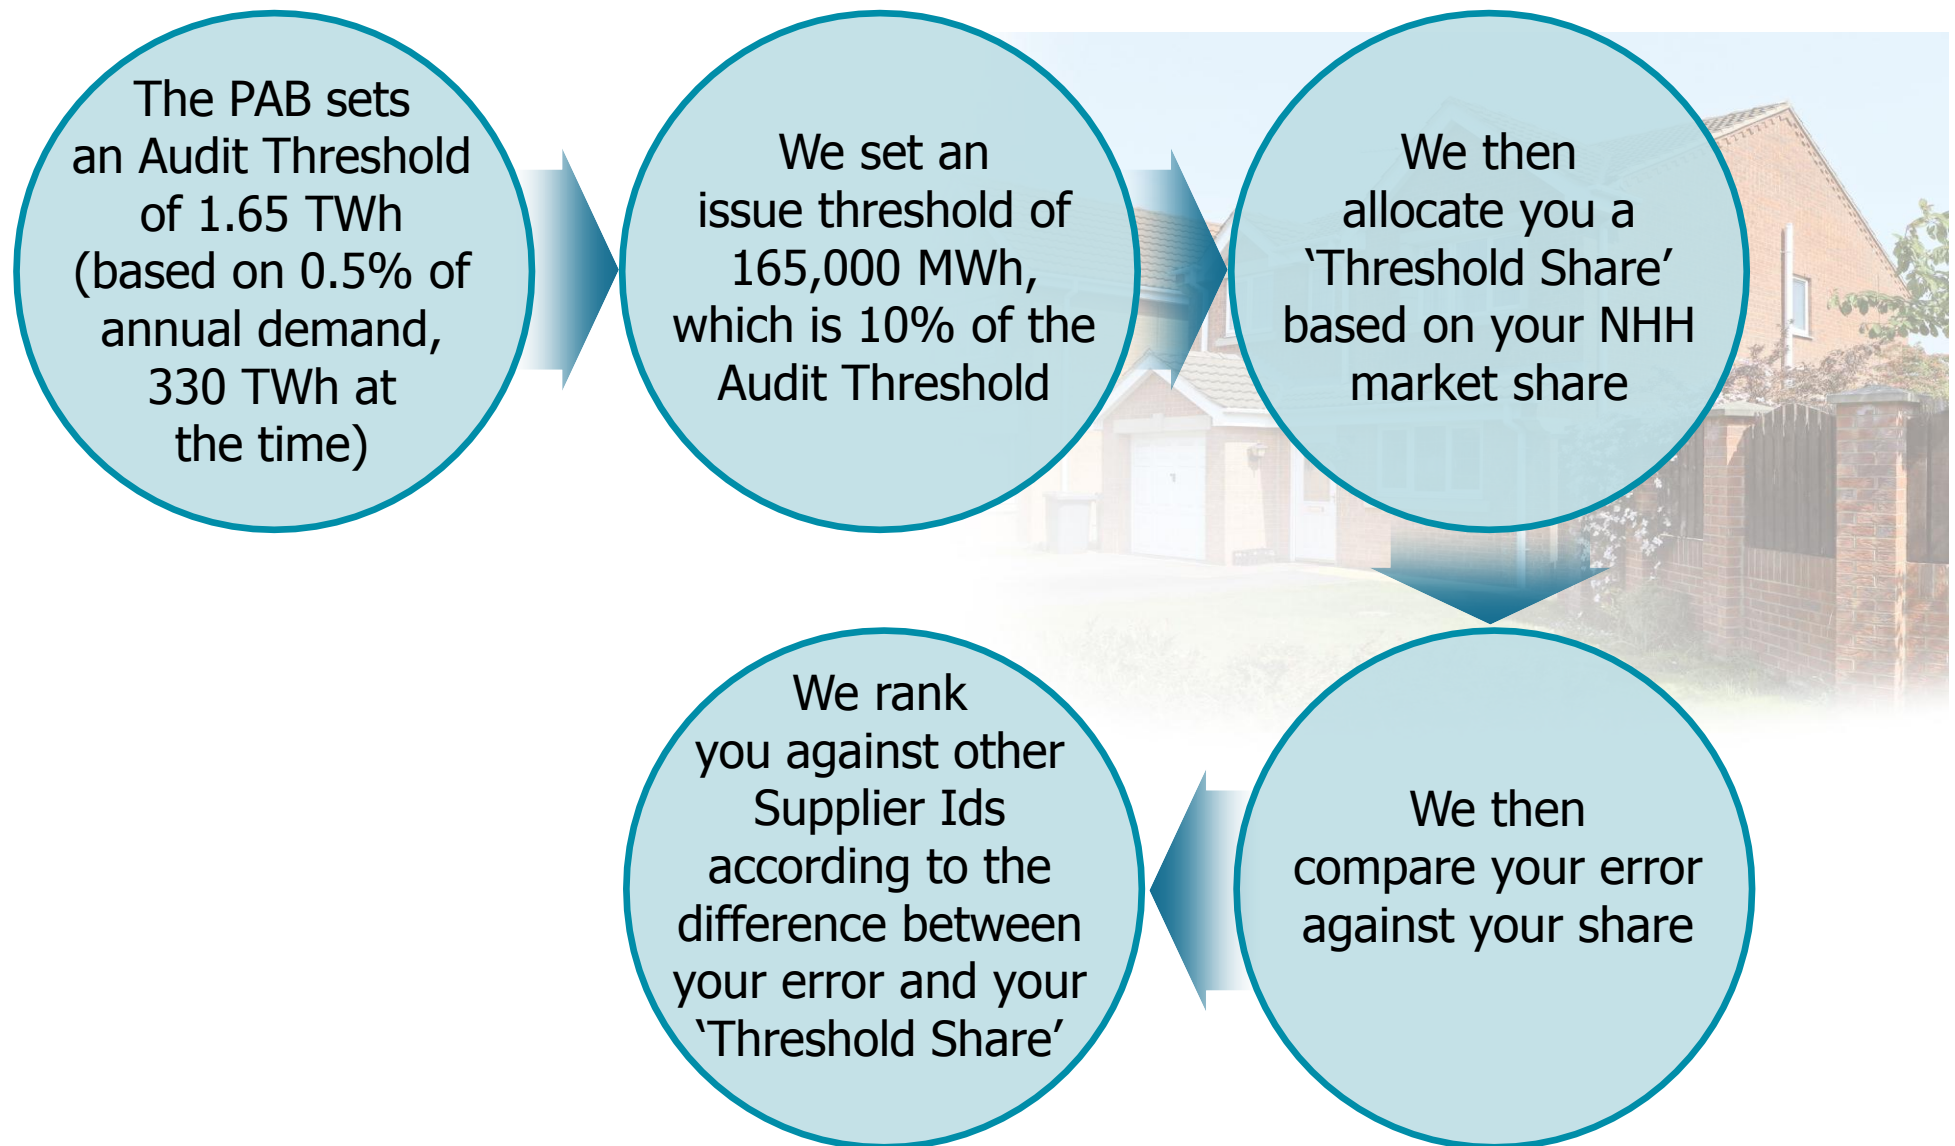 The PAB sets
an Audit Threshold
of 1.65 TWh
(based on 0.5% of
annual demand,
330 TWh at
the time)
We set an
issue threshold of
165,000 MWh,
which is 10% of the
Audit Threshold
We then
allocate you a
‘Threshold Share’
based on your NHH
market share
We then
compare your error
against your share
We rank
you against other
Supplier Ids
according to the
difference between
your error and your
‘Threshold Share’